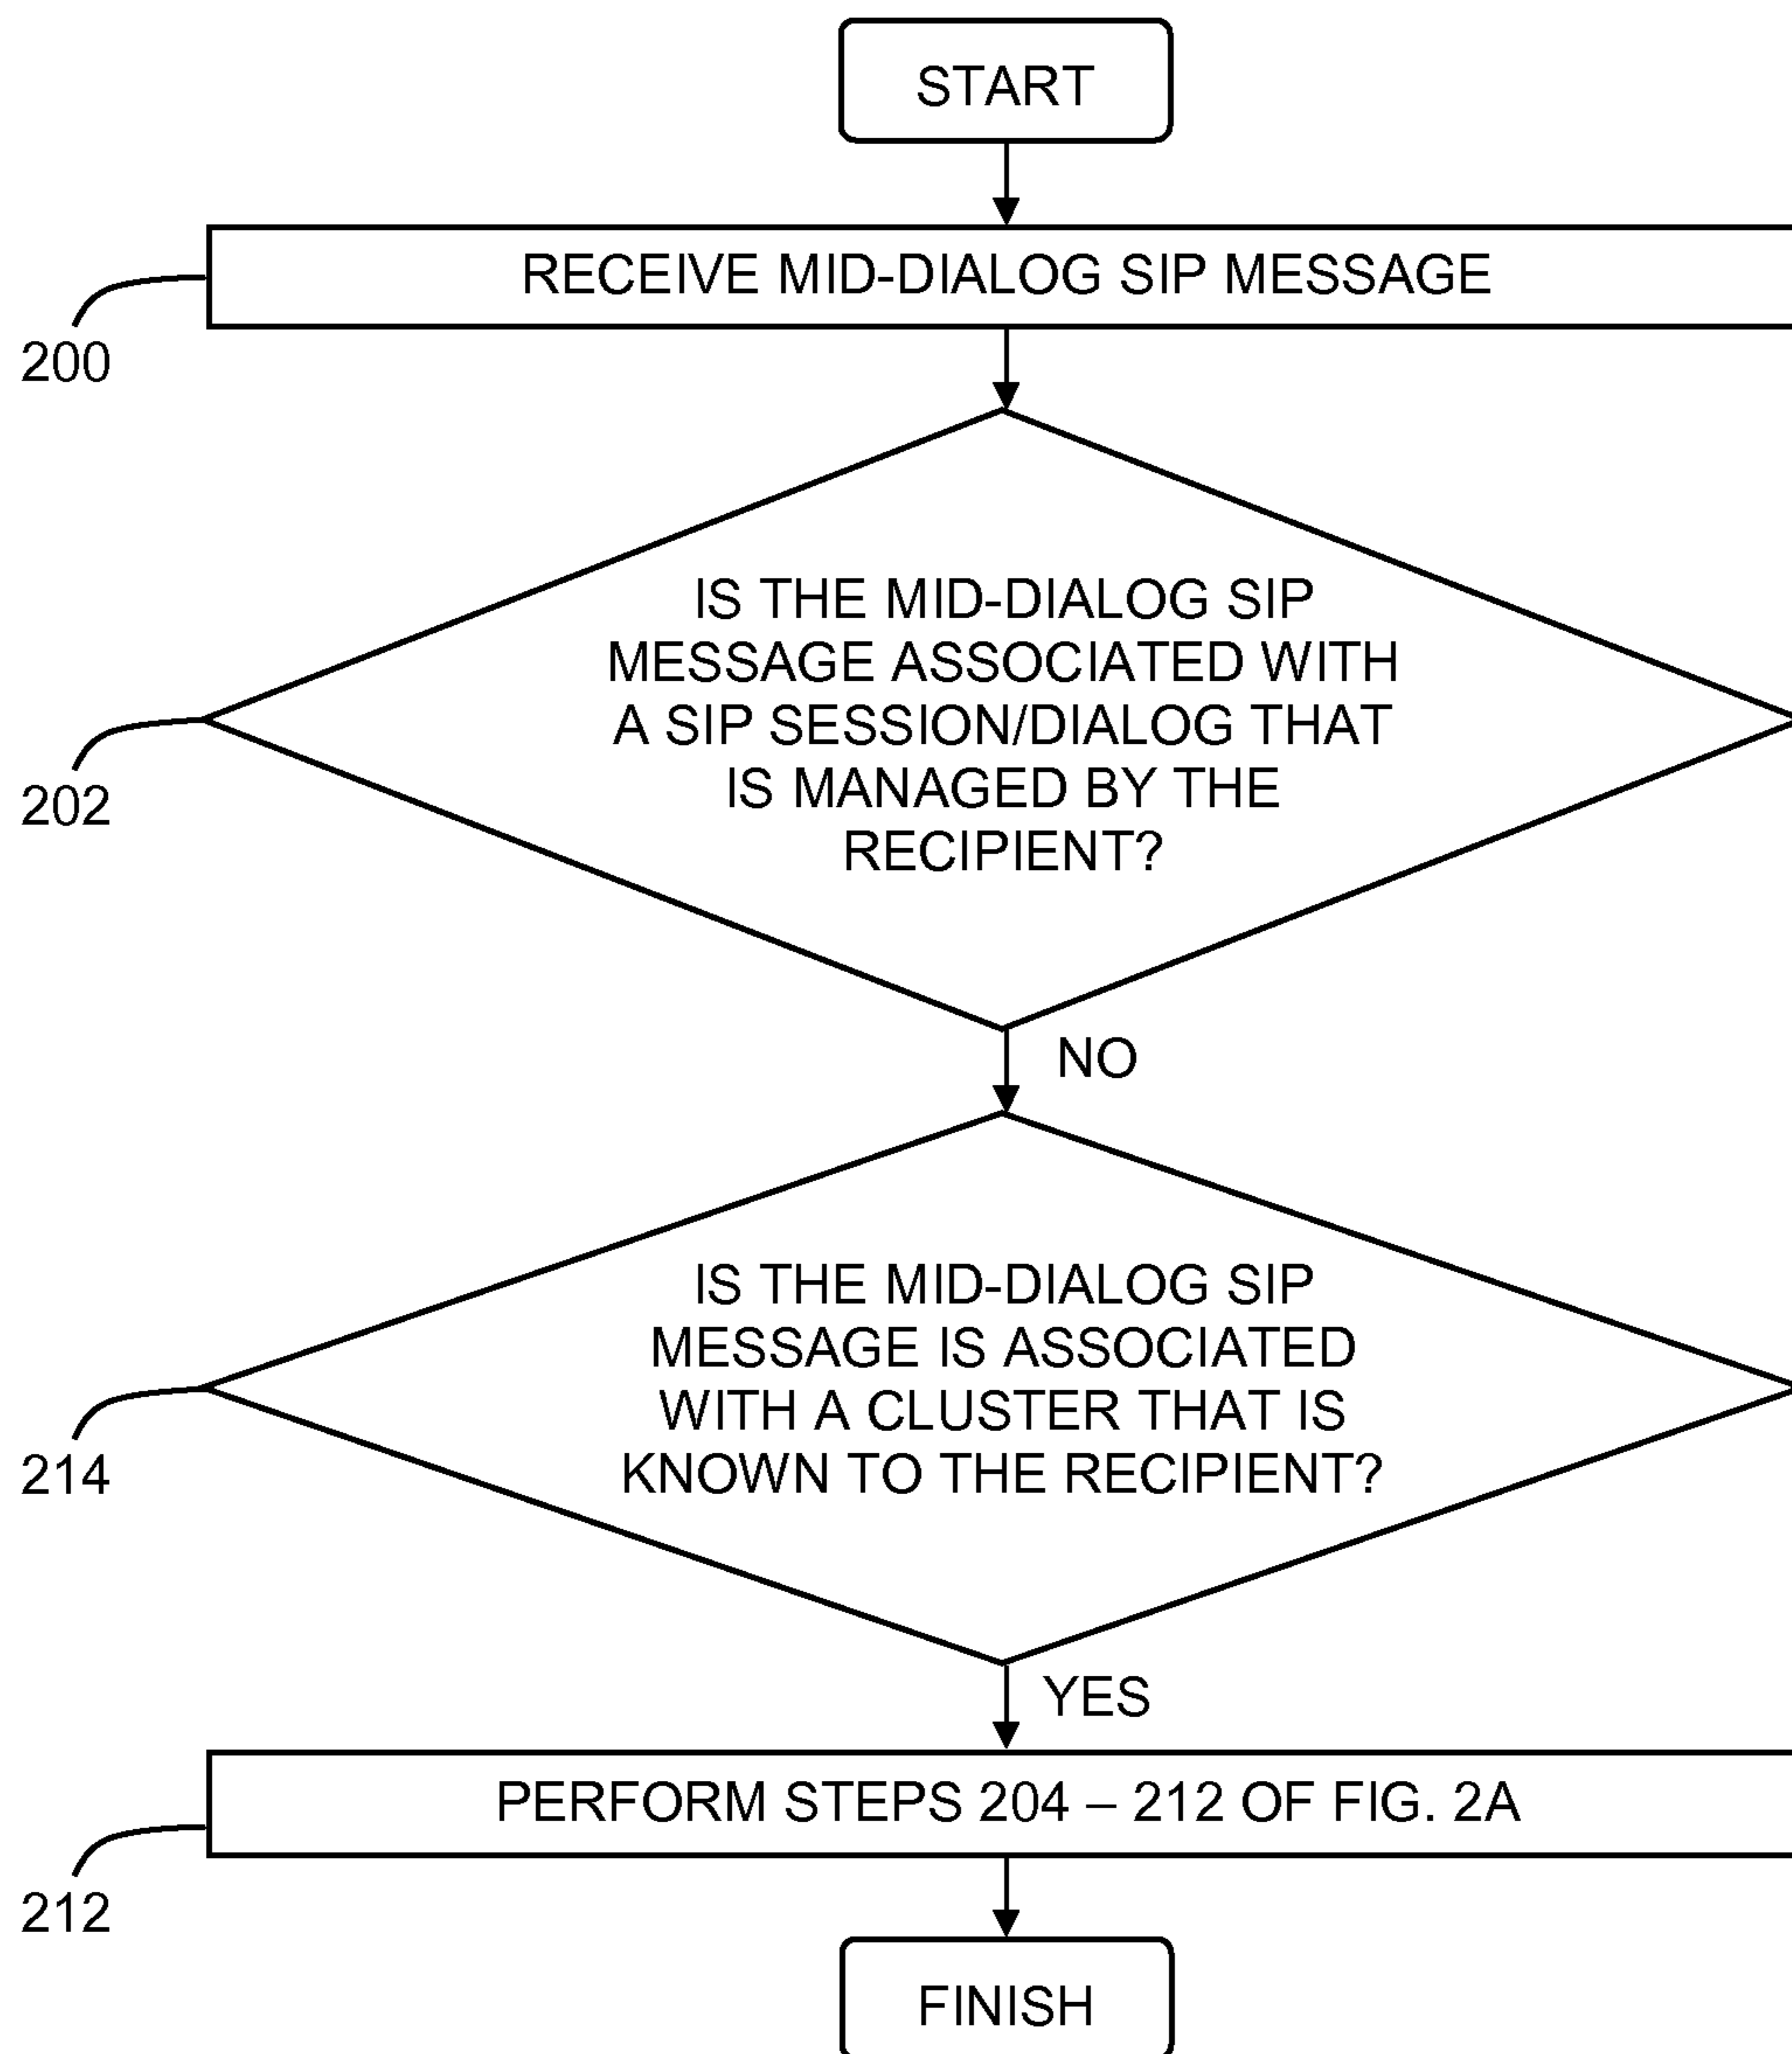 START
RECEIVE MID-DIALOG SIP MESSAGE
200
IS THE MID-DIALOG SIP
MESSAGE ASSOCIATED WITH
A SIP SESSION/DIALOG THAT
IS MANAGED BY THE
RECIPIENT?
202
NO
IS THE MID-DIALOG SIP
MESSAGE IS ASSOCIATED
WITH A CLUSTER THAT IS
KNOWN TO THE RECIPIENT?
214
YES
PERFORM STEPS 204 – 212 OF FIG. 2A
212
FINISH